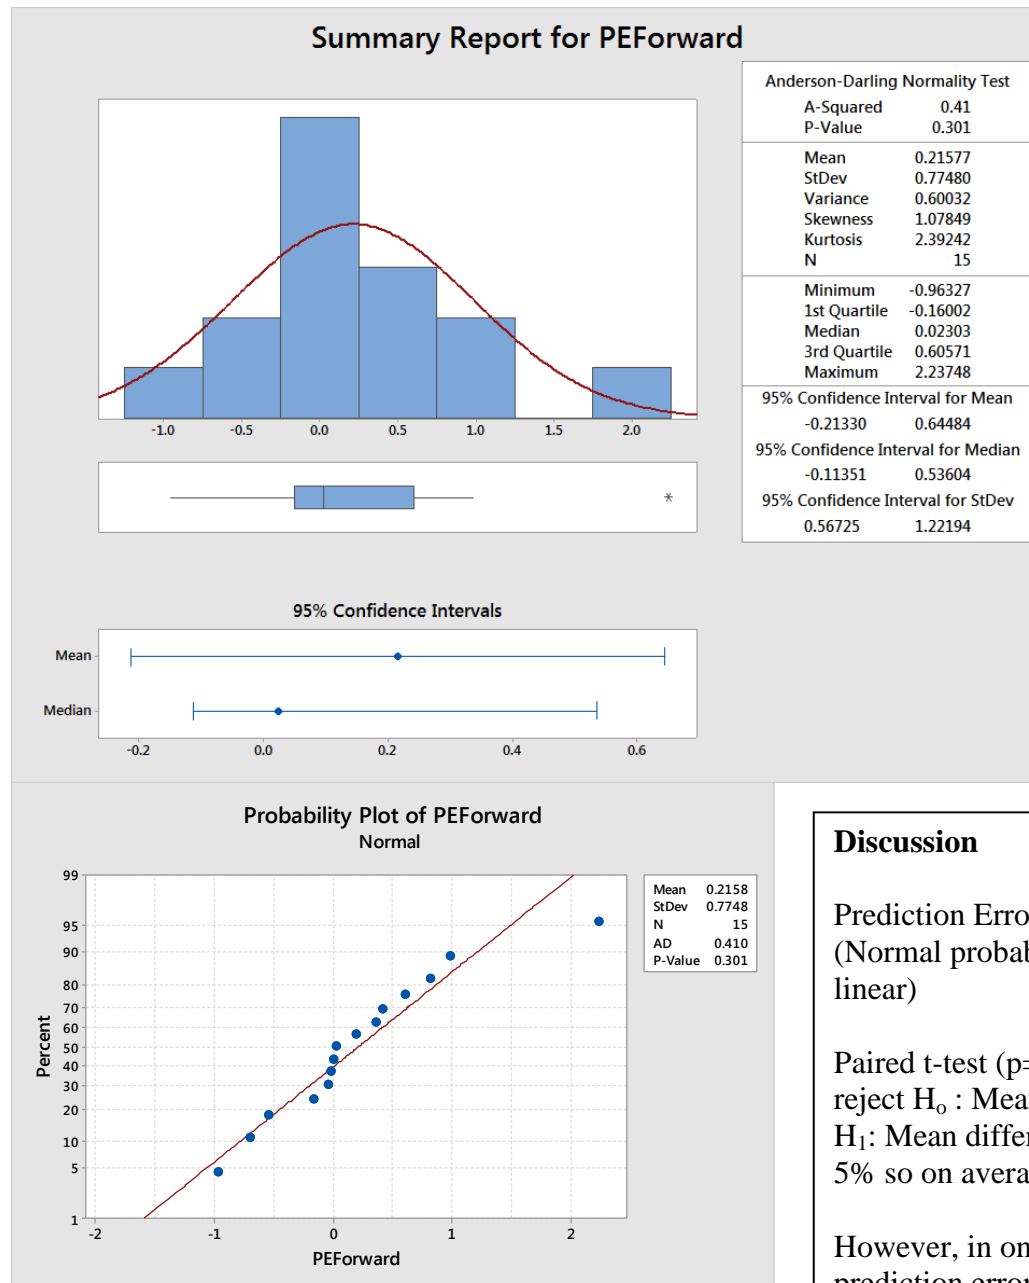 Summary Report for PEForward
Anderson-Darling Normality Test
A-Squared 0.41
P-Value 0.301
Mean 0.21577
StDev 0.77480
Variance 0.60032
Skewness 1.07849
Kurtosis 2.39242
N 15
Minimum -0.96327
1st Quartile -0.16002
Median 0.02303
3rd Quartile 0.60571
Maximum 2.23748
95% Confidence Interval for Mean
-0.21330 0.64484
95% Confidence Interval for Median
-0.11351 0.53604
95% Confidence Interval for StDev
0.56725 1.22194
-1.0 -0.5 0.0 0.5 1.0 1.5 2.0
*
95% Confidence Intervals
Mean
Median
-0.2 0.0 0.2 0.4 0.6
Probability Plot of PEForward
Normal
99
95
90
80
70
60
50
40
30
20
10
5
1
Percent
-2 -1 0 1 2
PEForward
Mean 0.2158
StDev 0.7748
N 15
AD 0.410
P-Value 0.301
Discussion
Prediction Erro
(Normal probab
linear)
Paired t-test (p=
reject Ho : Mean
H1: Mean differ
5% so on avera
However, in on
prediction error